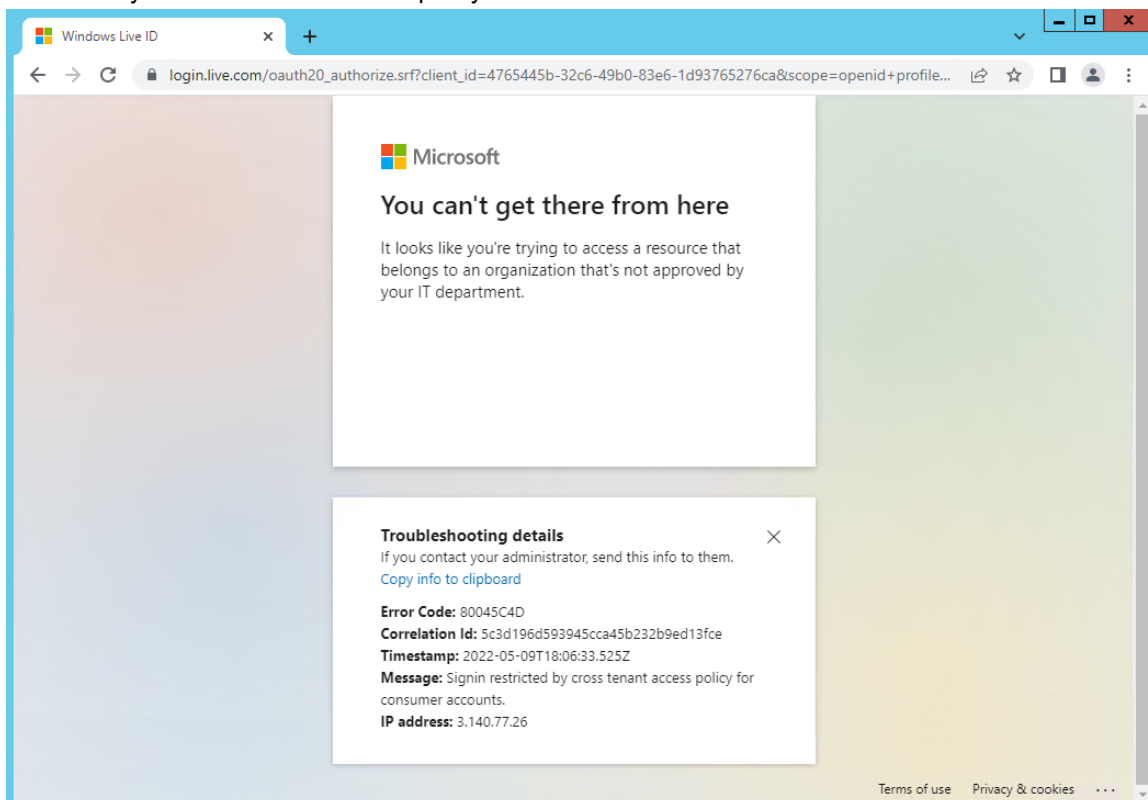 Windows Live ID
login.live.com/oauth20_authorize.srf?client_id=4765445b-32c6-49b0-83e6-1d93765276ca&scope=openid+profile...
Microsoft
You can't get there from here
It looks like you're trying to access a resource that
belongs to an organization that's not approved by
your IT department.
Troubleshooting details
If you contact your administrator, send this info to them.
Copy info to clipboard
Error Code: 80045C4D
Correlation Id: 5c3d196d593945cca45b232b9ed13fce
Timestamp: 2022-05-09T18:06:33.525Z
Message: Signin restricted by cross tenant access policy for
consumer accounts.
IP address: 3.140.77.26
Terms of use Privacy & cookies ...